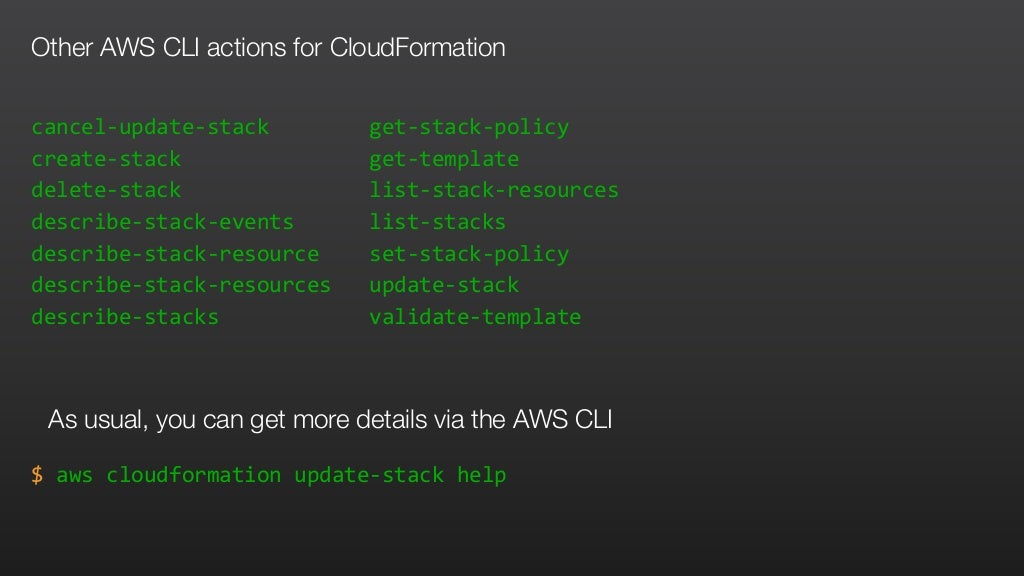 Other AWS CLI actions for CloudFormation
cancel-update-stack
create-stack
delete-stack
describe-stack-events
describe-stack-resource
describe-stack-resources
describe-stacks
get-stack-policy
get-template
list-stack-resources
list-stacks
set-stack-policy
update-stack
validate-template
As usual, you can get more details via the AWS CLI
$ aws cloudformation update-stack help